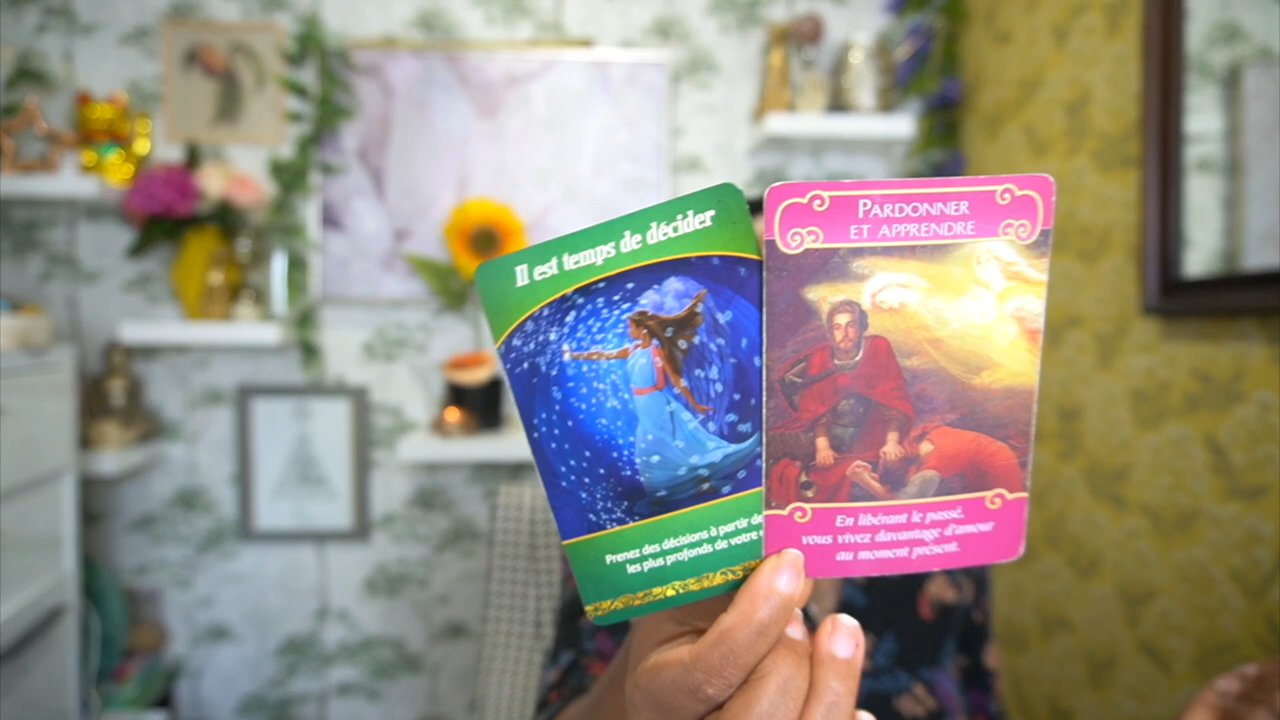 Il est temps de décider
Prenez des décisions à partir de
les plus profonds de votre
PARDONNER
ET APPRENDRE
En libérant le passé,
vous vivez davantage d'amour
au moment présent.